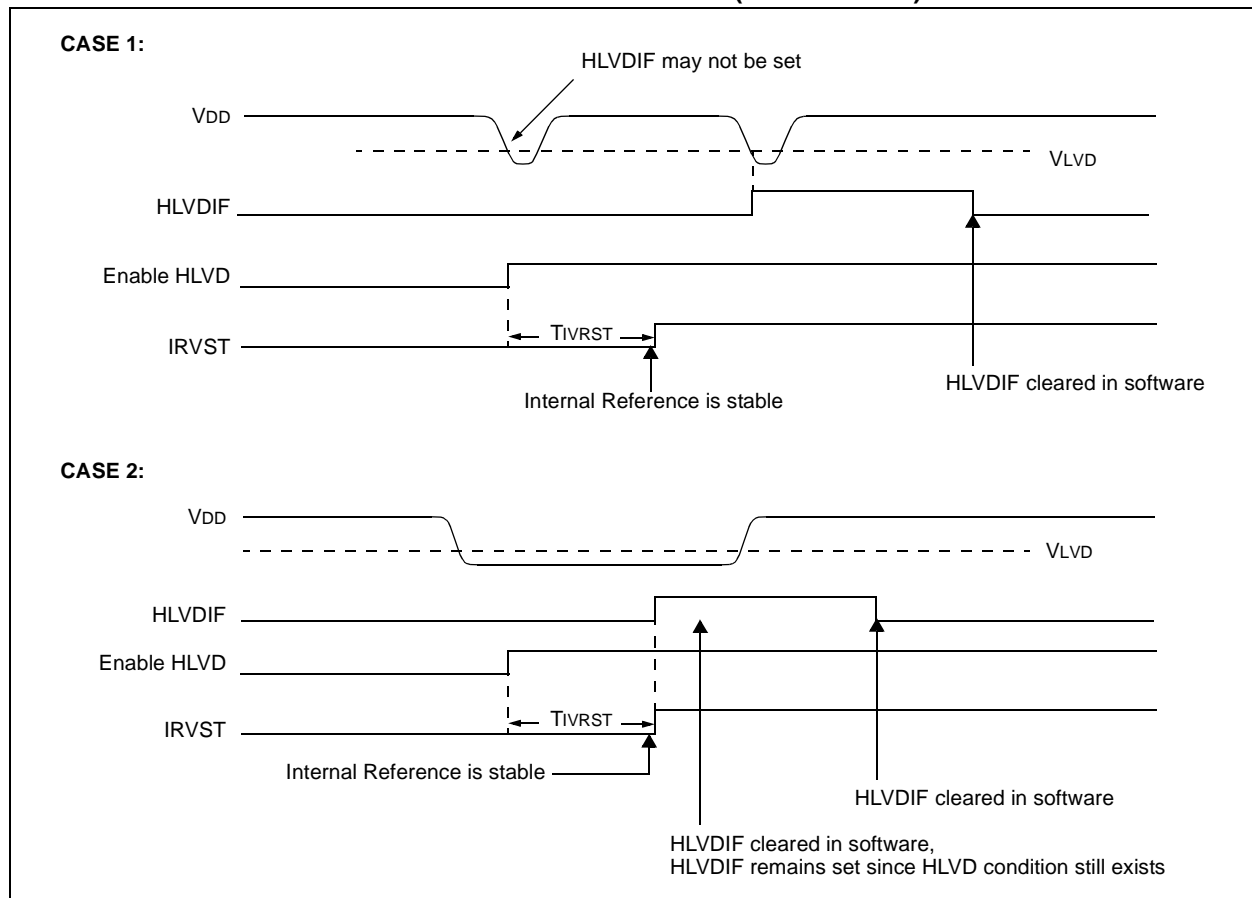 CASE 1:
HLVDIF may not be set
VDD
VLVD
HLVDIF
Enable HLVD
TIVRST
IRVST
HLVDIF cleared in software
Internal Reference is stable
CASE 2:
VDD
VLVD
HLVDIF
Enable HLVD
TIVRST
IRVST
Internal Reference is stable
HLVDIF cleared in software
HLVDIF cleared in software,
HLVDIF remains set since HLVD condition still exists